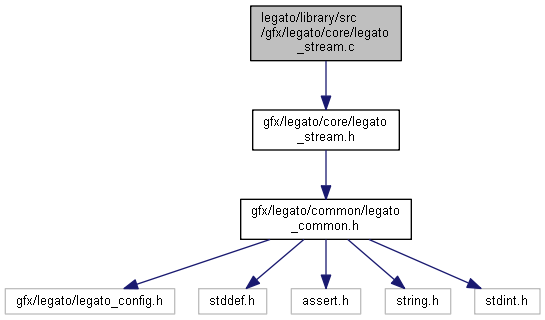 legato/library/src
/gfx/legato/core/legato
_stream.c
gfx/legato/core/legato
_stream.h
gfx/legato/common/legato
_common.h
gfx/legato/legato_config.h
stddef.h
assert.h
string.h
stdint.h